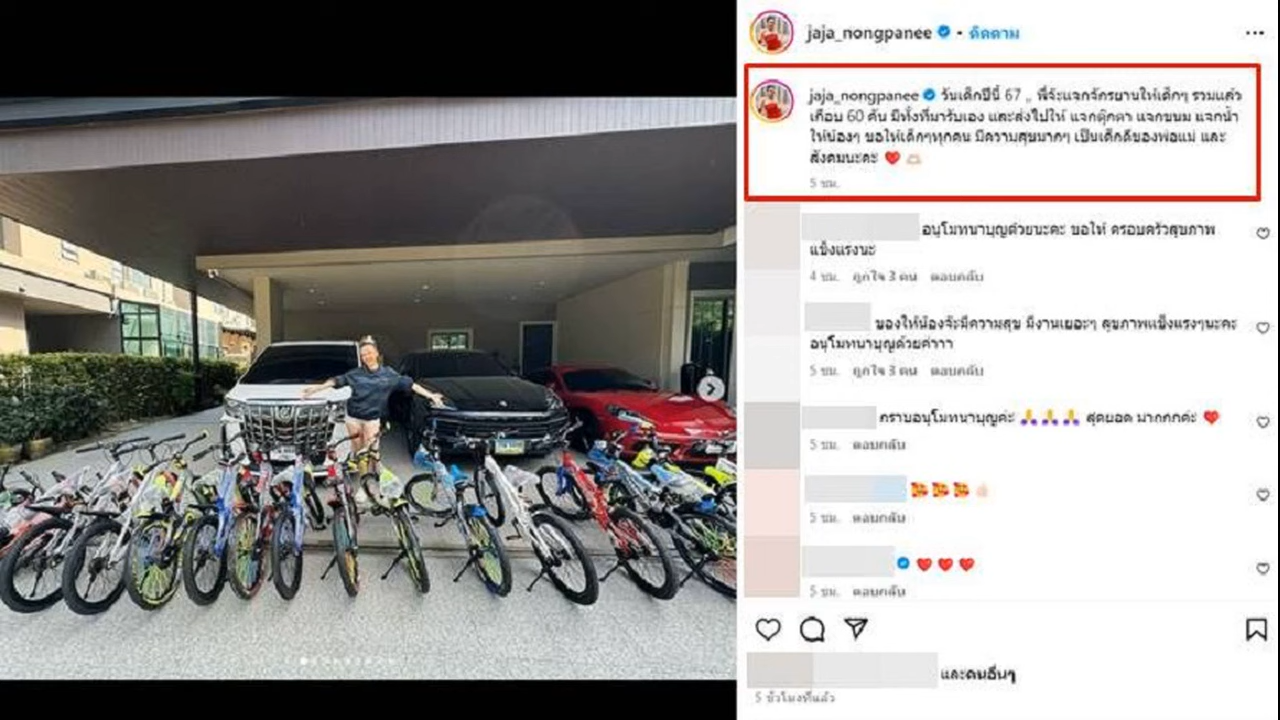 jaja_nongpanee • ติดตาม
jaja_nongpanee วันเด็กปีนี้ 67 .. พี่จ๊ะแจกจักรยานให้เด็กๆ รวมแล้ว
เกือบ 60 คัน มีทั้งที่มารับเอง และส่งไปให้ แจกตุ๊กตา แจกขนม แจกน้ำ
ให้น้องๆ ขอให้เด็กๆทุกคน มีความสุขมากๆ เป็นเด็กดีของพ่อแม่ และ
สังคมนะคะ ❤️ 🫶🏻
5 ชม.
อนุโมทนาบุญด้วยนะคะ ขอให้ ครอบครัวสุขภาพ
แข็งแรงนะ
4 ชม. ถูกใจ 3 คน ตอบกลับ
ของให้น้องจ๊ะมีความสุข มีงานเยอะๆ สุขภาพแข็งแรงๆนะคะ
อนุโมทนาบุญด้วยค่าาา
5 ชม. ถูกใจ 3 คน ตอบกลับ
กราบอนุโมทนาบุญค่ะ 🙏🙏🙏 สุดยอด มากกกค่ะ ❤️
5 ชม. ตอบกลับ
5 ชม. ตอบกลับ
❤️ ❤️ ❤️
5 ชม. ตอบกลับ
และคนอื่นๆ
5 ชั่วโมงที่แล้ว